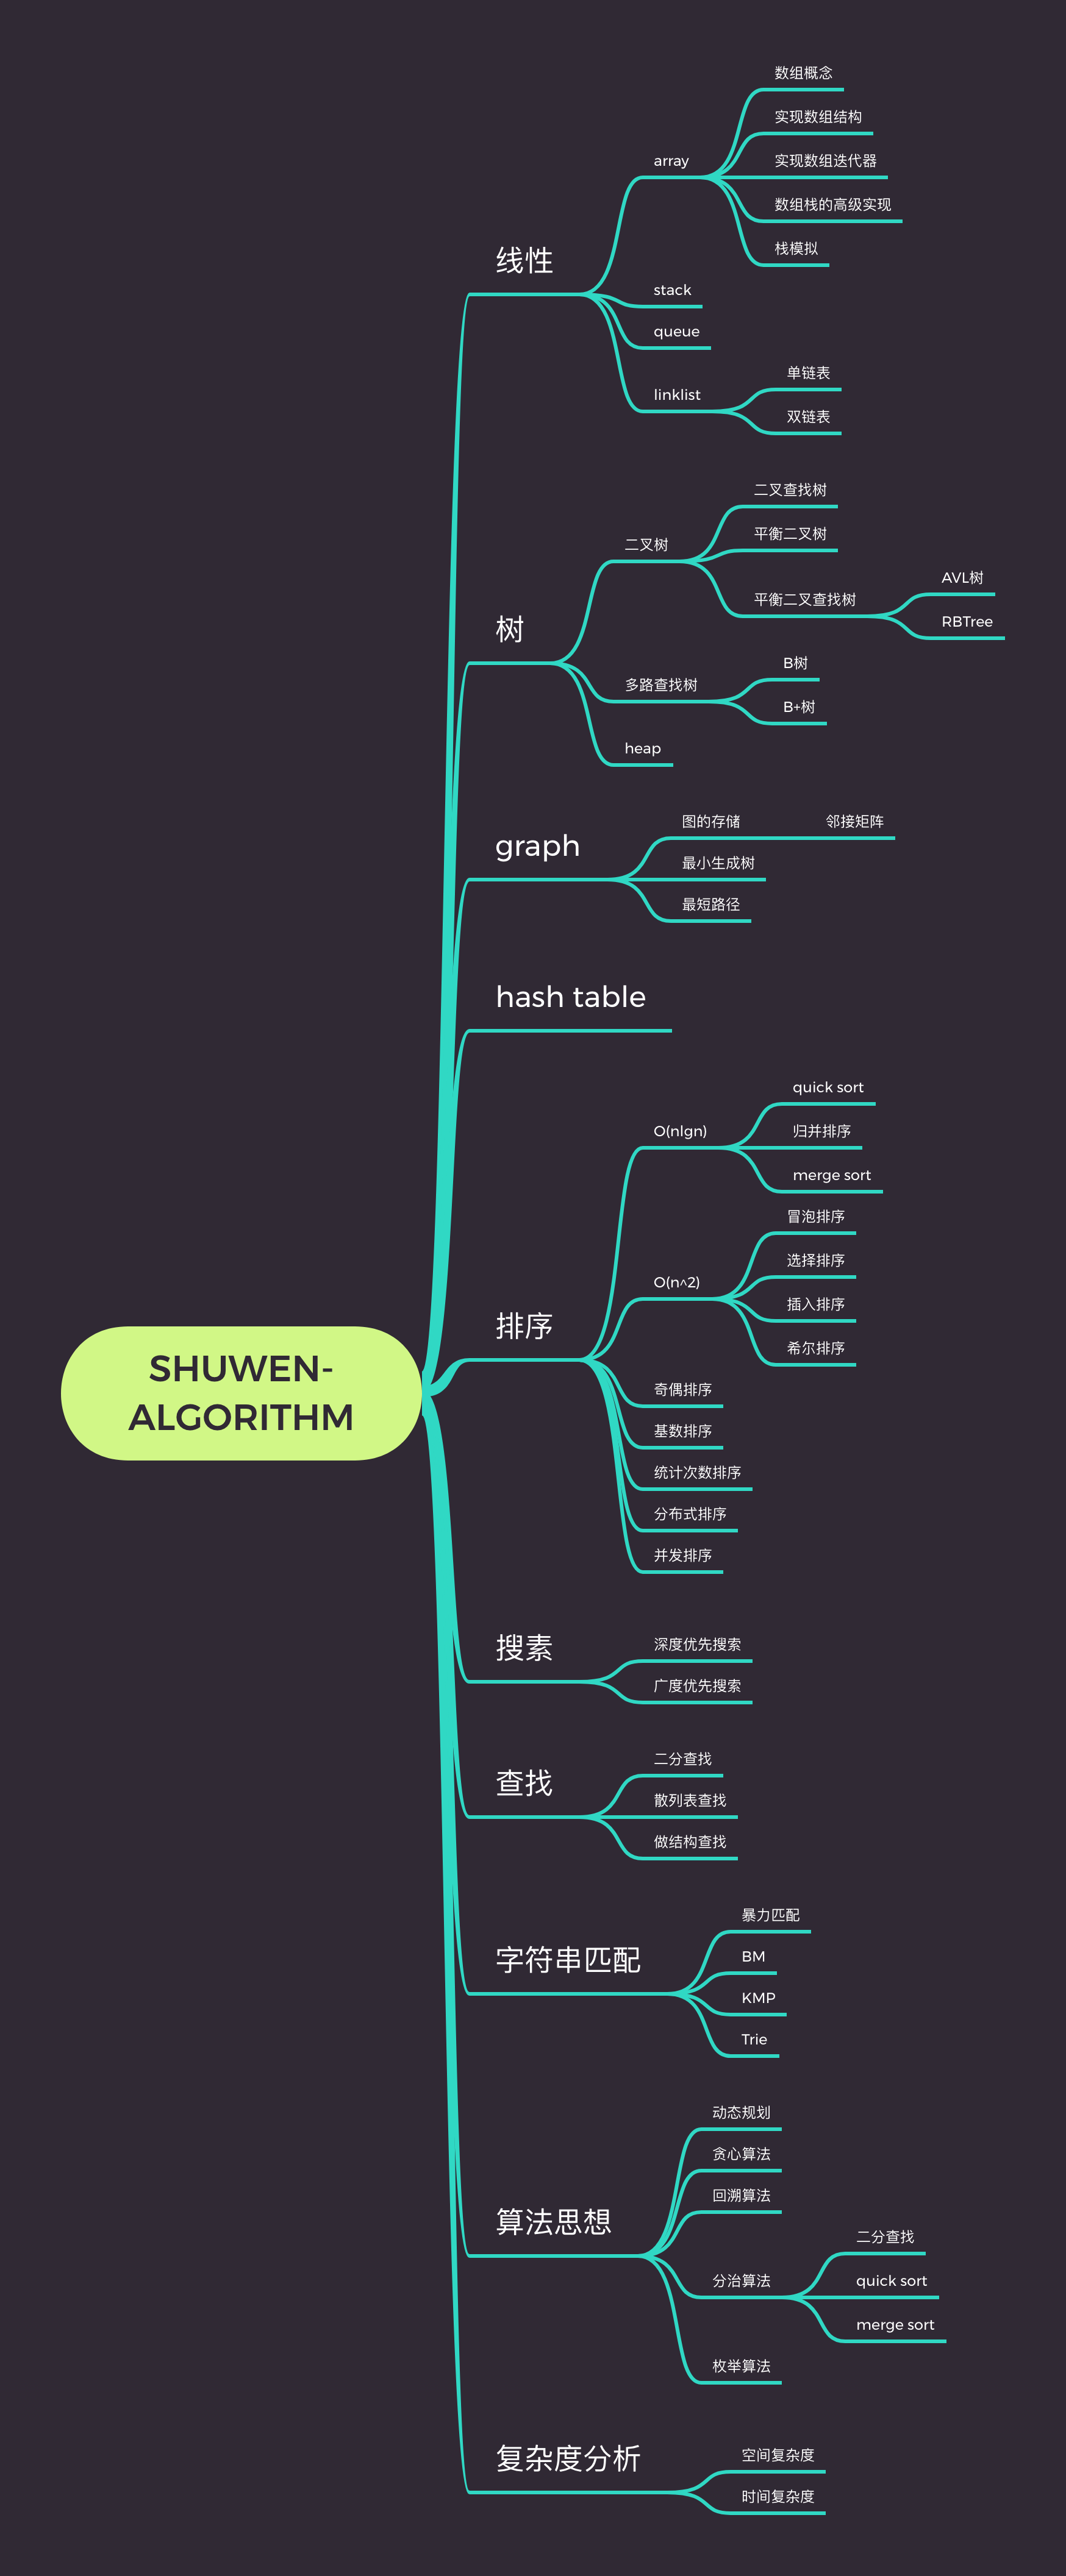 SHUWEN-
ALGORITHM
线性
array
数组概念
实现数组结构
实现数组迭代器
数组栈的高级实现
栈模拟
stack
queue
linklist
单链表
双链表
树
二叉树
二叉查找树
平衡二叉树
平衡二叉查找树
AVL树
RBTree
多路查找树
B树
B+树
heap
graph
图的存储
邻接矩阵
最小生成树
最短路径
hash table
排序
O(nlgn)
quick sort
归并排序
merge sort
O(n^2)
冒泡排序
选择排序
插入排序
希尔排序
奇偶排序
基数排序
统计次数排序
分布式排序
并发排序
搜素
深度优先搜索
广度优先搜索
查找
二分查找
散列表查找
做结构查找
字符串匹配
暴力匹配
BM
KMP
Trie
算法思想
动态规划
贪心算法
回溯算法
分治算法
二分查找
quick sort
merge sort
枚举算法
复杂度分析
空间复杂度
时间复杂度